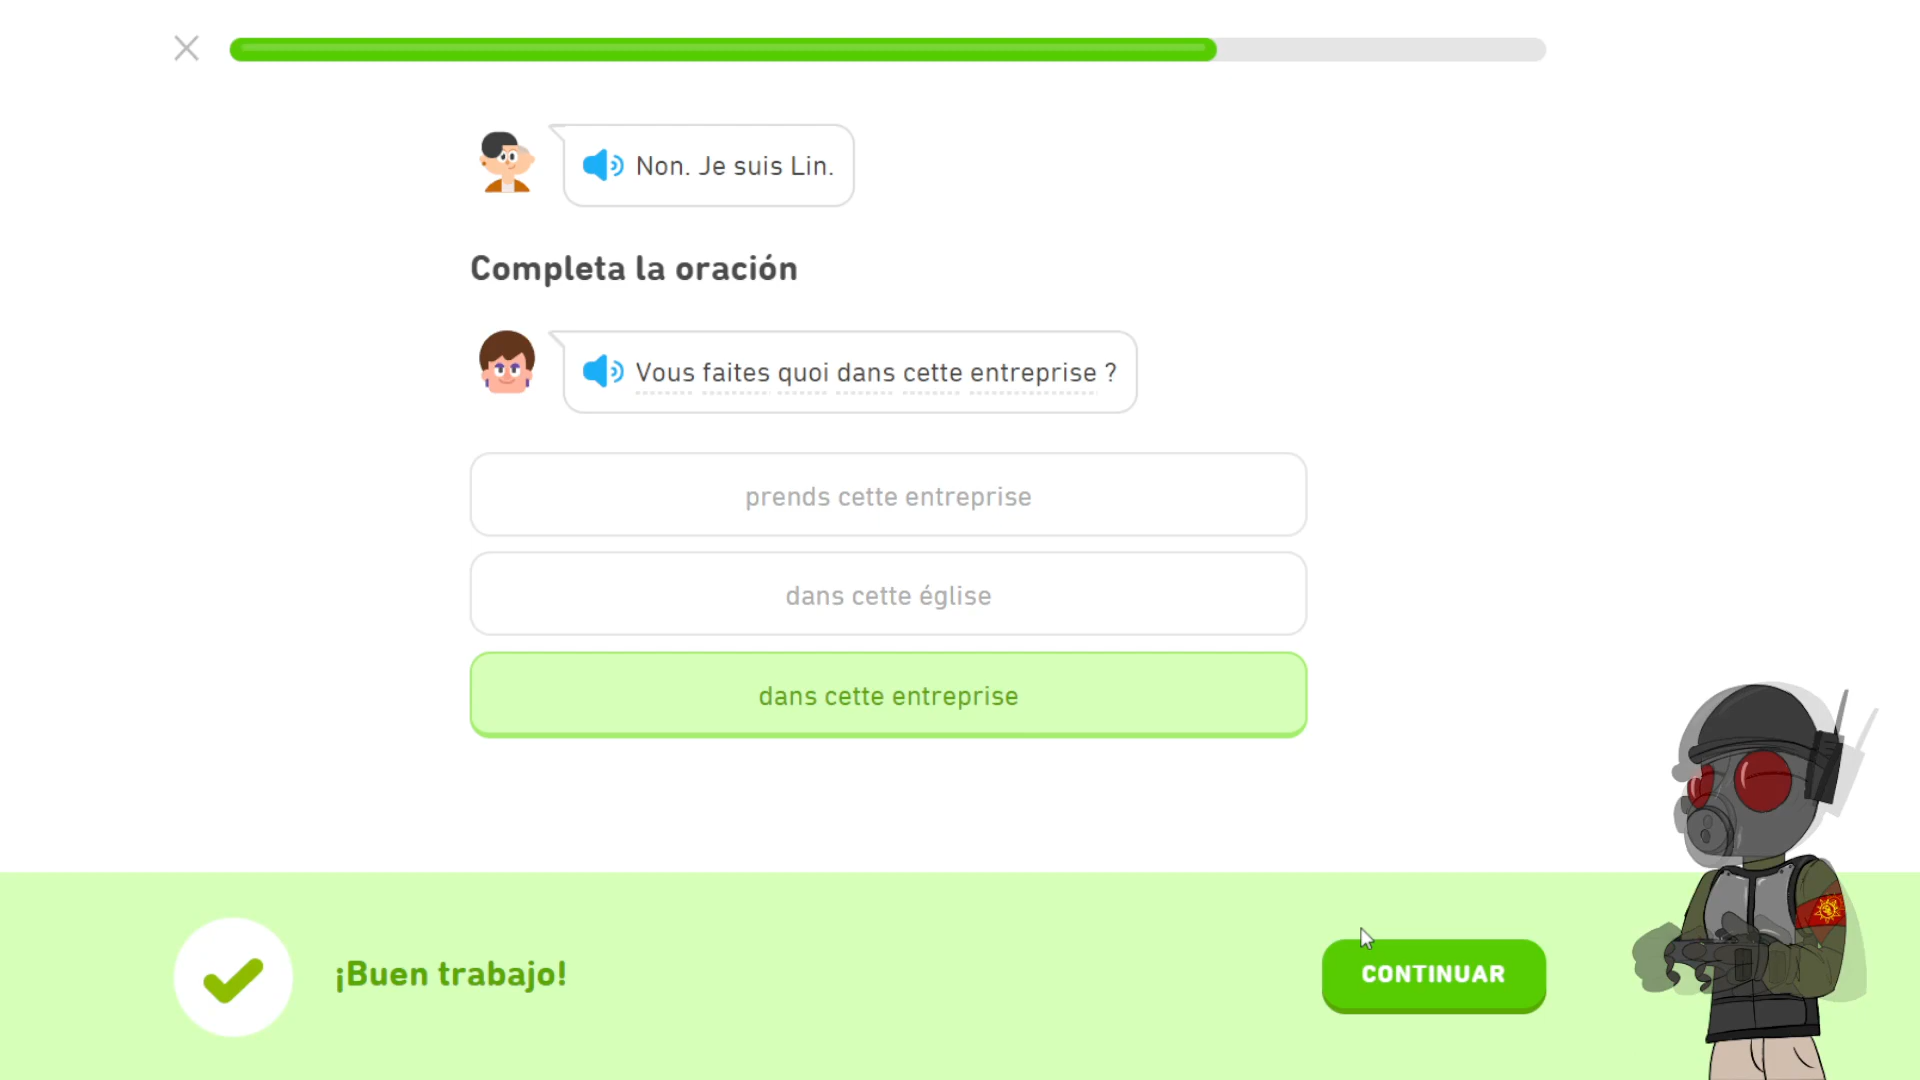 Non. Je suis Lin.
Completa la oración
Vous faites quoi dans cette entreprise ?
prends cette entreprise
dans cette église
dans cette entreprise
¡Buen trabajo!
CONTINUAR